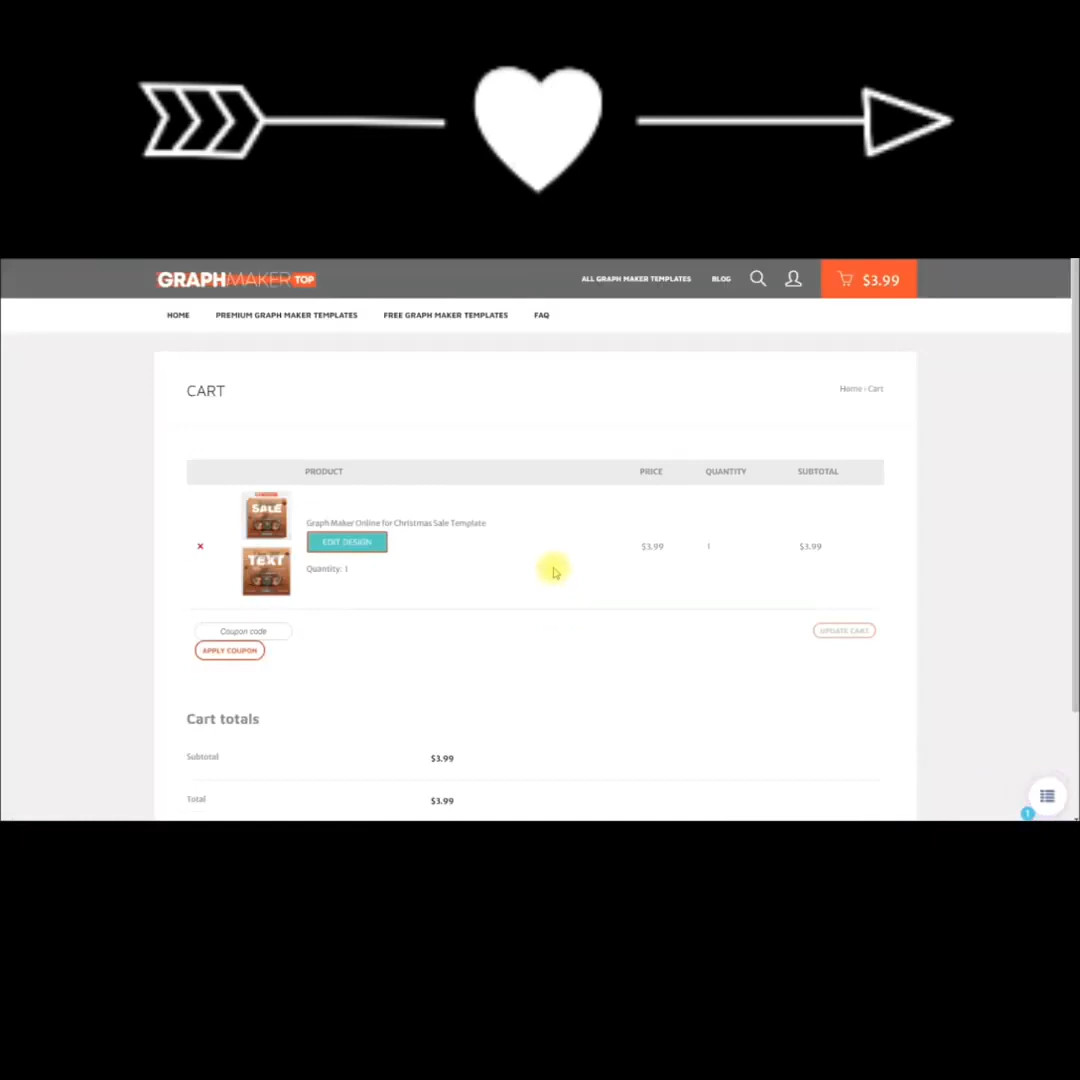 GRAPHMAKER TOP
ALL GRAPH MAKER TEMPLATES BLOG $3.99
HOME PREMIUM GRAPH MAKER TEMPLATES FREE GRAPH MAKER TEMPLATES FAQ
CART
Home › Cart
PRODUCT PRICE QUANTITY SUBTOTAL
SALE
TEXT
Graph Maker Online for Christmas Sale Template
EDIT DESIGN
Quantity: 1
$3.99 1 $3.99
Coupon code
UPDATE CART
APPLY COUPON
Cart totals
Subtotal $3.99
Total $3.99
1